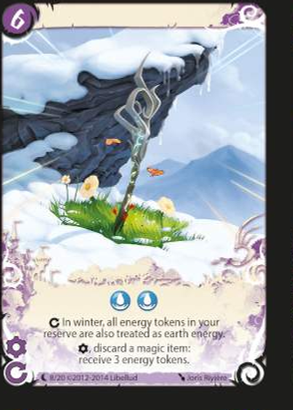 6
In winter, all energy tokens in your
reserve are also treated as earth energy.
, discard a magic item:
receive 3 energy tokens.
8/20 ©2012-2014 Libellud Joris Rivière